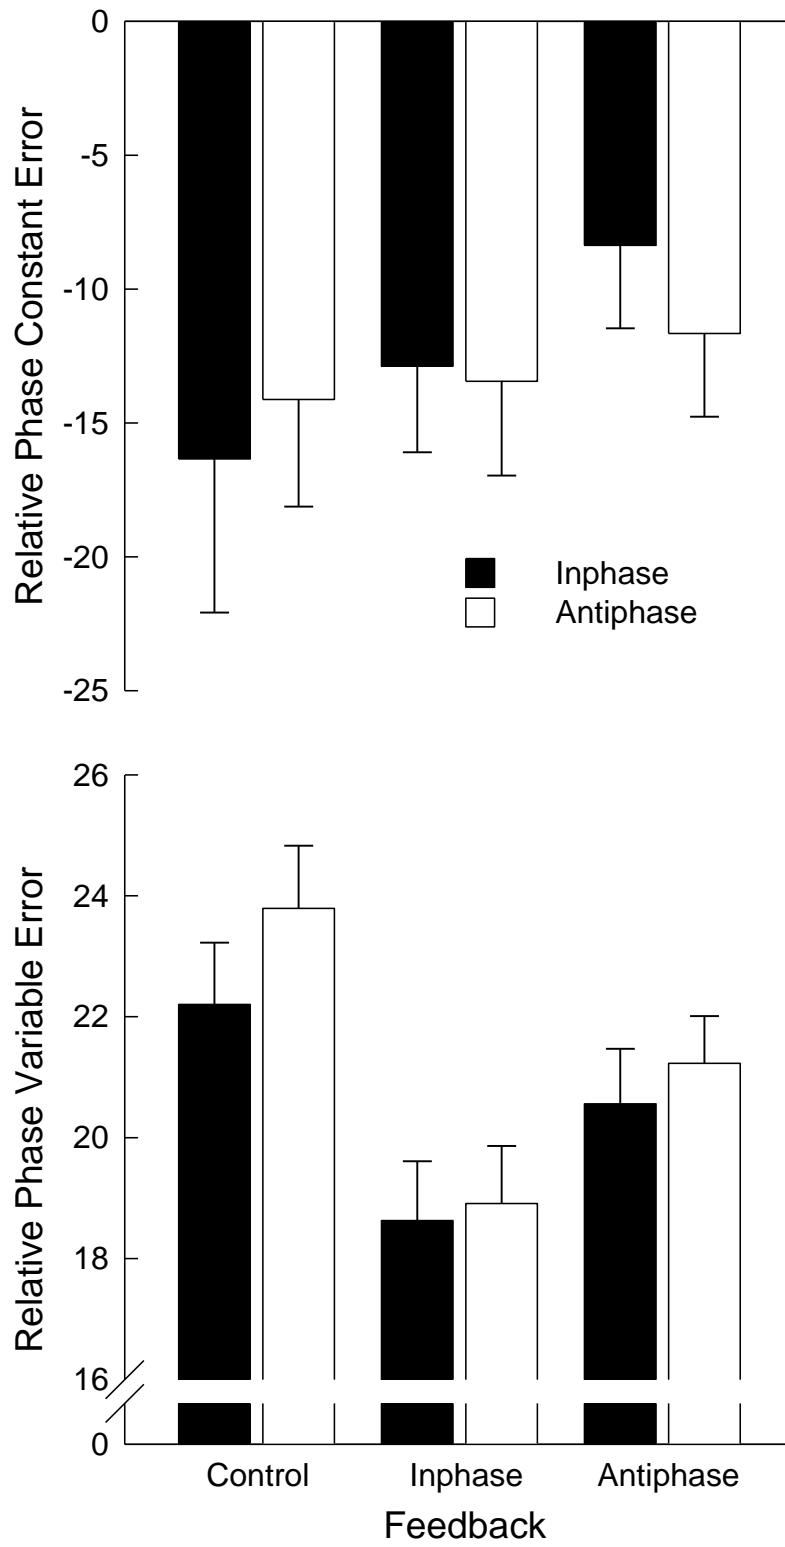 Relative Phase Constant Error
0
-5
-10
-15
-20
-25
Inphase
Antiphase
Relative Phase Variable Error
26
24
22
20
18
16
0
Control Inphase Antiphase
Feedback